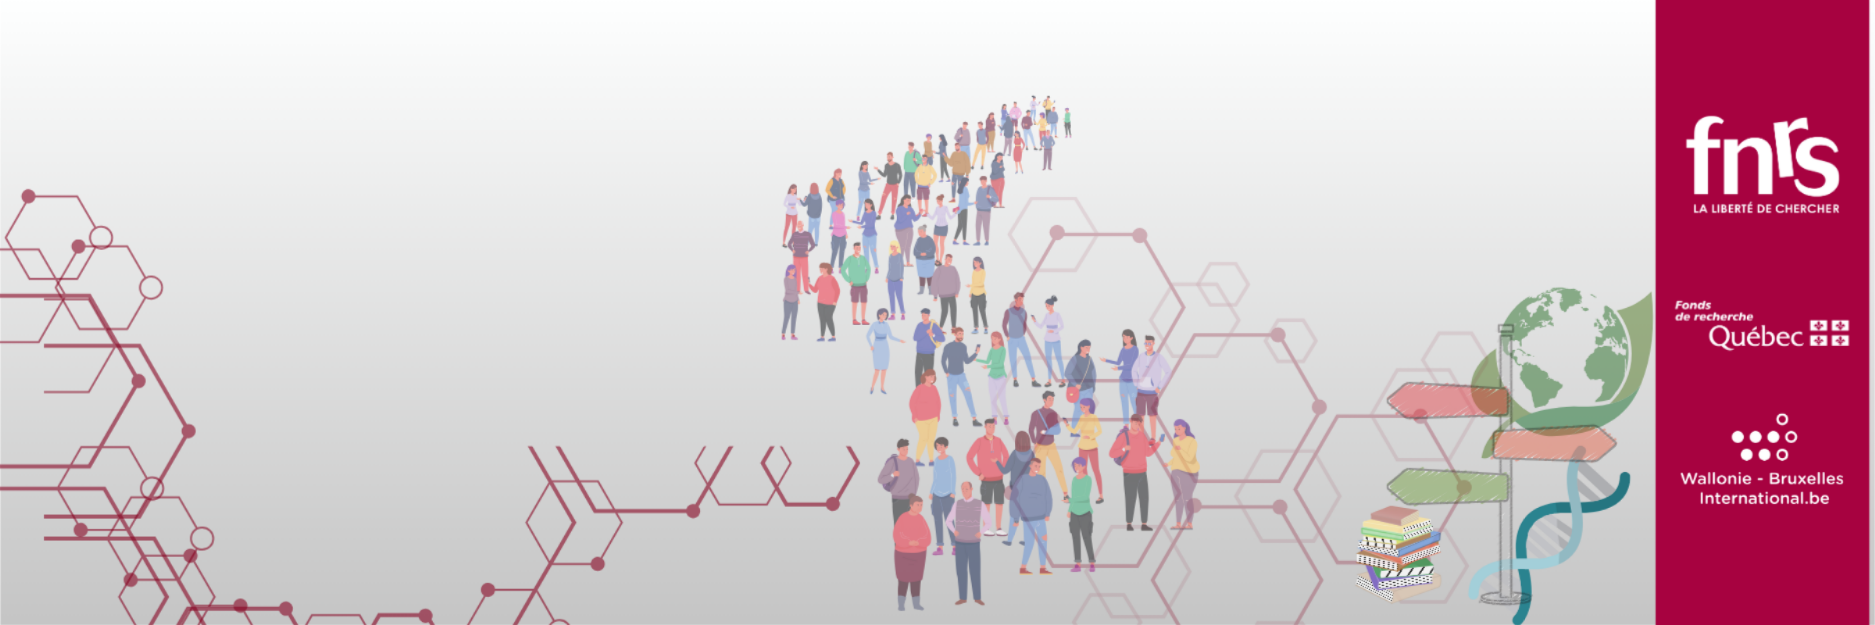 fnrs
LA LIBERTÉ DE CHERCHER
Fonds
de recherche
Québec
Wallonie - Bruxelles
International.be